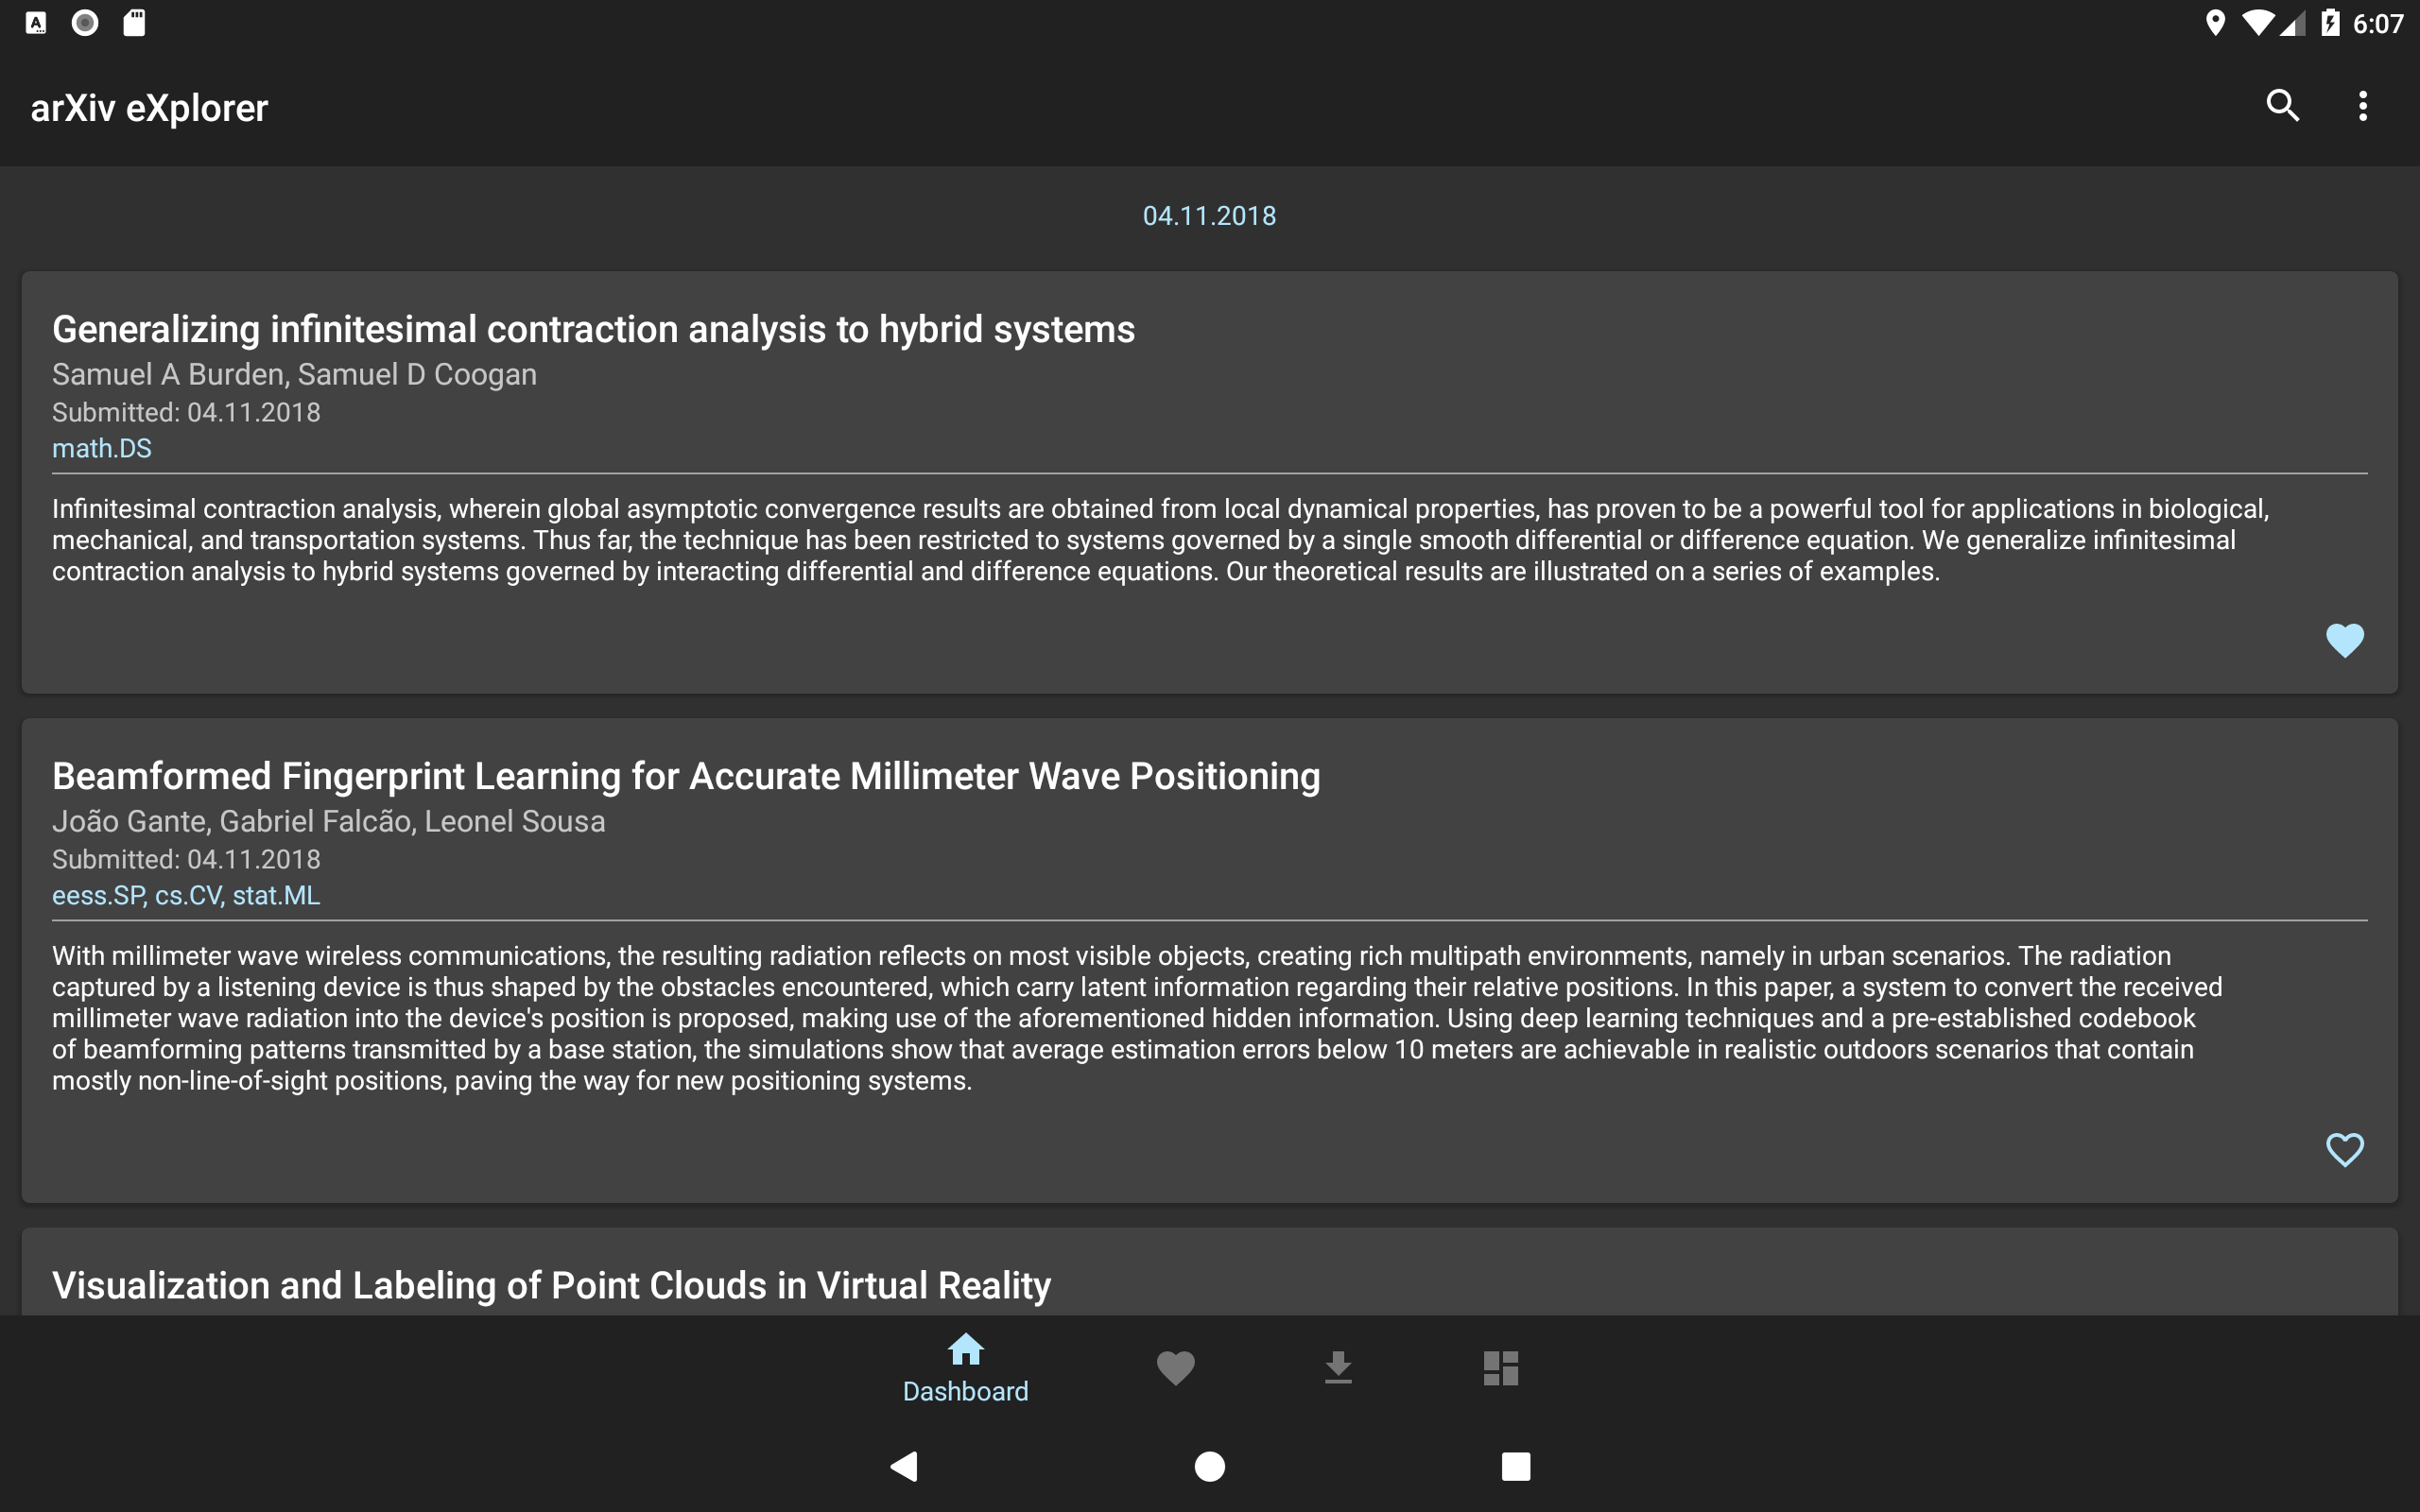 6:07
arXiv eXplorer
04.11.2018
Generalizing infinitesimal contraction analysis to hybrid systems
Samuel A Burden, Samuel D Coogan
Submitted: 04.11.2018
math.DS
Infinitesimal contraction analysis, wherein global asymptotic convergence results are obtained from local dynamical properties, has proven to be a powerful tool for applications in biological,
mechanical, and transportation systems. Thus far, the technique has been restricted to systems governed by a single smooth differential or difference equation. We generalize infinitesimal
contraction analysis to hybrid systems governed by interacting differential and difference equations. Our theoretical results are illustrated on a series of examples.
Beamformed Fingerprint Learning for Accurate Millimeter Wave Positioning
João Gante, Gabriel Falcão, Leonel Sousa
Submitted: 04.11.2018
eess.SP, cs.CV, stat.ML
With millimeter wave wireless communications, the resulting radiation reflects on most visible objects, creating rich multipath environments, namely in urban scenarios. The radiation
captured by a listening device is thus shaped by the obstacles encountered, which carry latent information regarding their relative positions. In this paper, a system to convert the received
millimeter wave radiation into the device's position is proposed, making use of the aforementioned hidden information. Using deep learning techniques and a pre-established codebook
of beamforming patterns transmitted by a base station, the simulations show that average estimation errors below 10 meters are achievable in realistic outdoors scenarios that contain
mostly non-line-of-sight positions, paving the way for new positioning systems.
Visualization and Labeling of Point Clouds in Virtual Reality
Dashboard